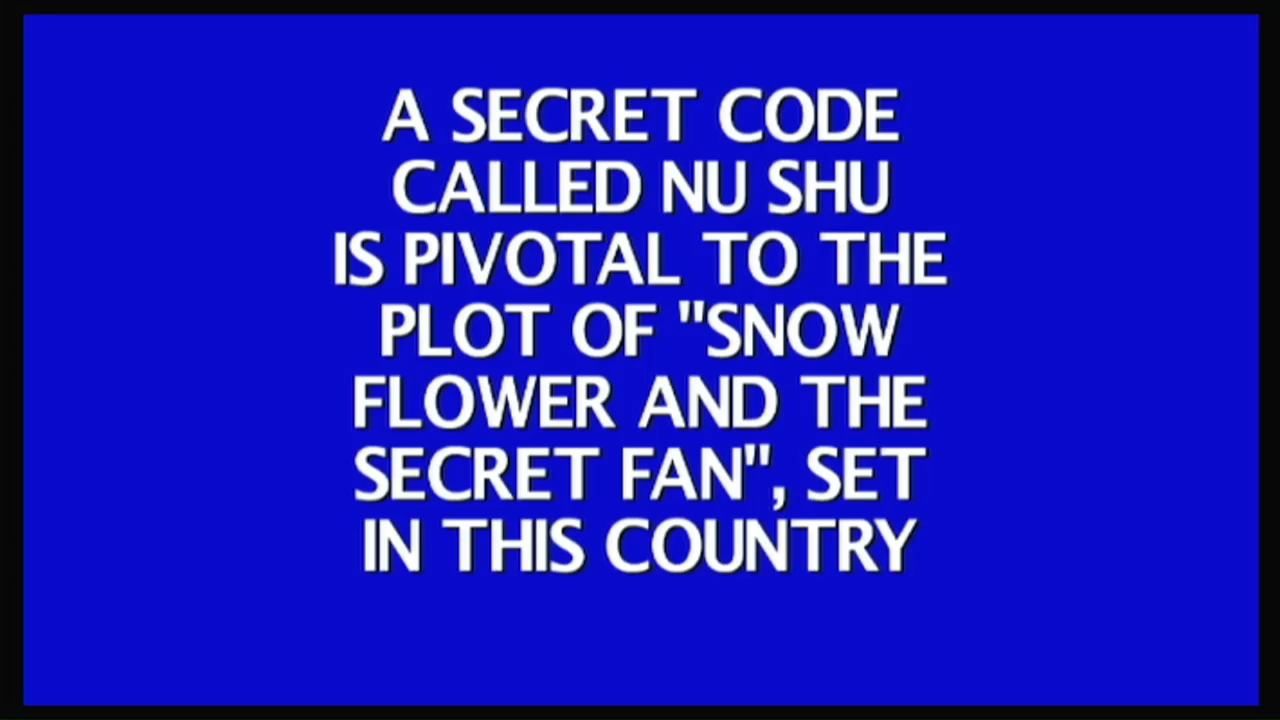 A SECRET CODE
CALLED NU SHU
IS PIVOTAL TO THE
PLOT OF "SNOW
FLOWER AND THE
SECRET FAN", SET
IN THIS COUNTRY